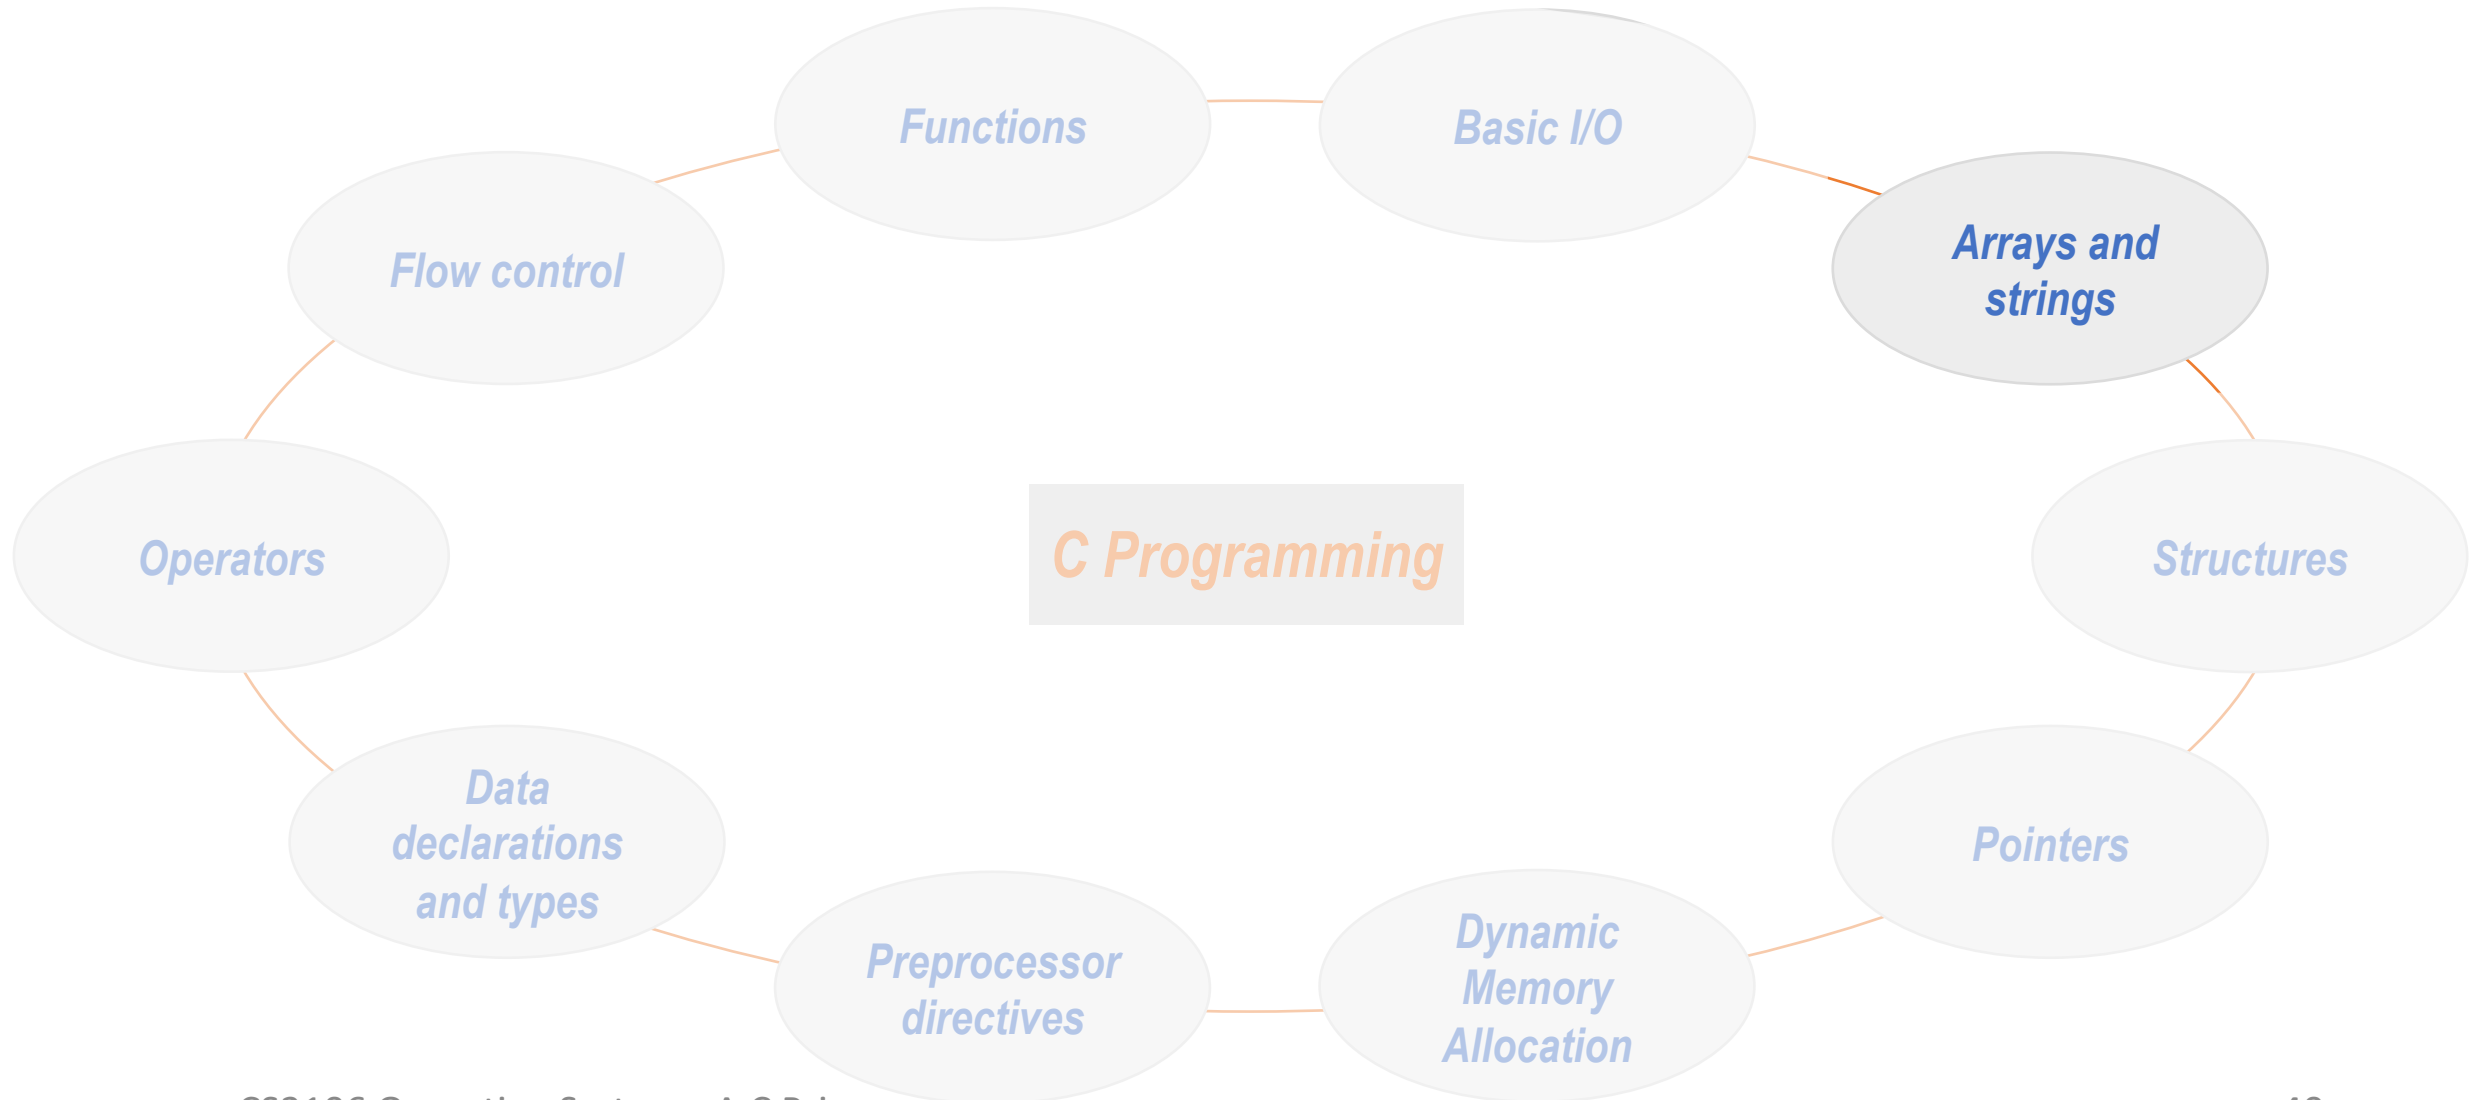 Functions
Basic I/O
Flow control
Arrays and
strings
Operators
C Programming
Structures
Data
declarations
and types
Pointers
Preprocessor
directives
Dynamic
Memory
Allocation